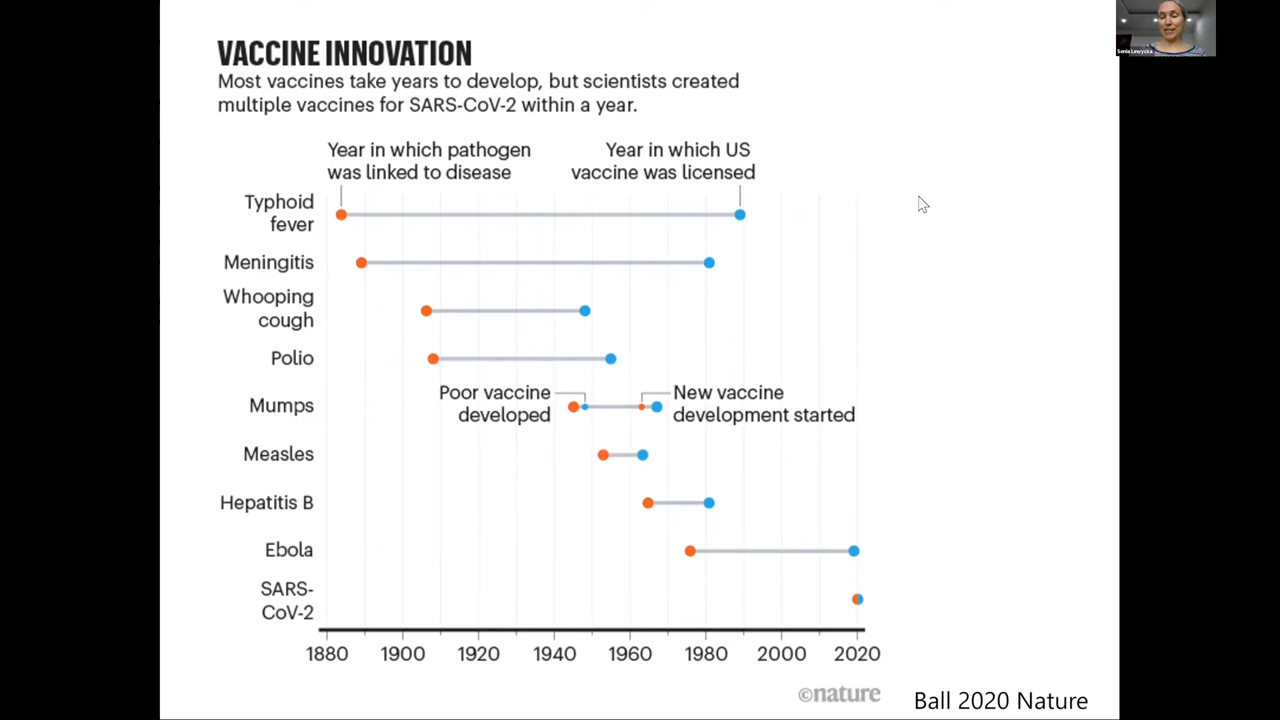 VACCINE INNOVATION
Most vaccines take years to develop, but scientists created
multiple vaccines for SARS-CoV-2 within a year.
Year in which pathogen
was linked to disease
Year in which US
vaccine was licensed
Typhoid
fever
Meningitis
Whooping
cough
Polio
Mumps
Poor vaccine
developed
New vaccine
development started
Measles
Hepatitis B
Ebola
SARS-
CoV-2
1880 1900 1920 1940 1960 1980 2000 2020
©nature
Ball 2020 Nature
Sonia Lewycka